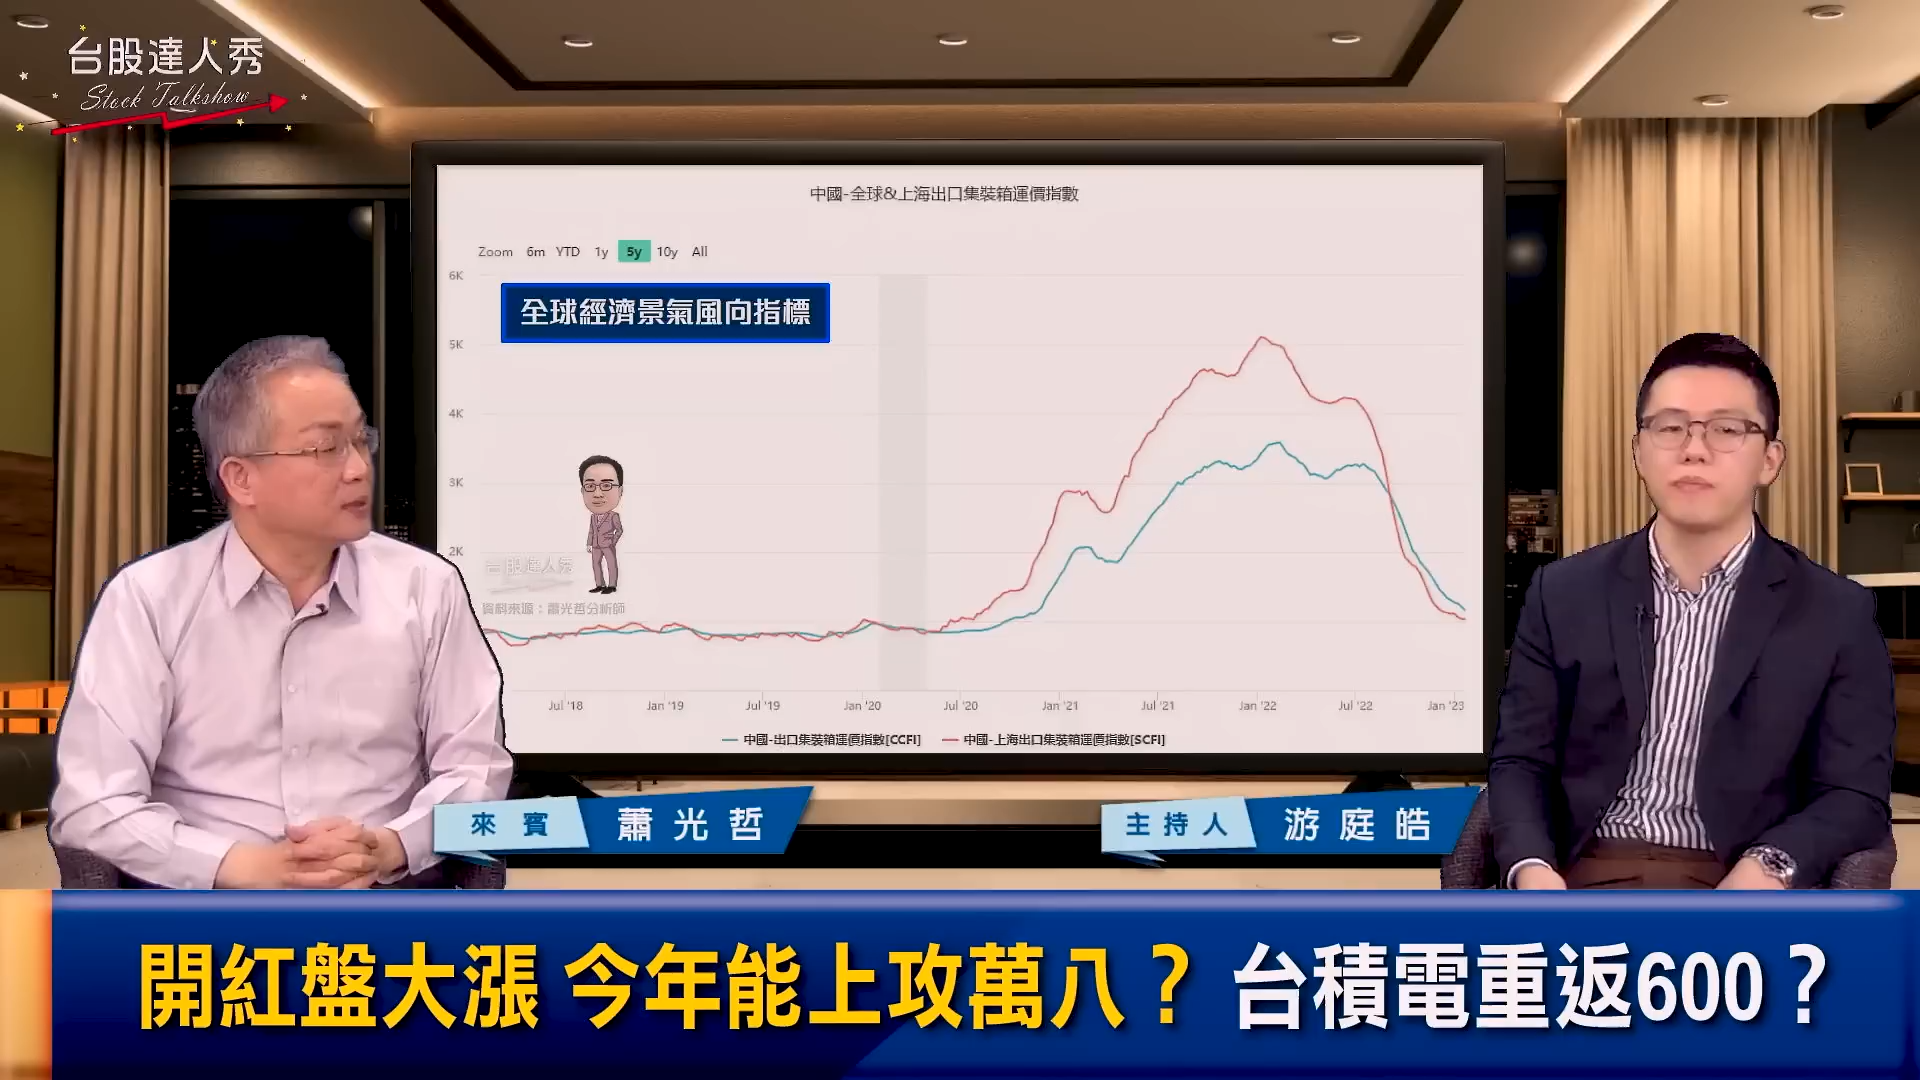 台股達人秀
Stock Talkshow
中國-全球&上海出口集裝箱運價指數
Zoom 6m YTD 1y 5y 10y All
全球經濟景氣風向指標
6K
5K
4K
3K
2K
台股達人秀
資料來源：蕭光哲分析師
Jul '18 Jan '19 Jul '19 Jan '20 Jul '20 Jan '21 Jul '21 Jan '22 Jul '22 Jan '23
中國-出口集裝箱運價指數[CCFI] 中國-上海出口集裝箱運價指數[SCFI]
來賓 蕭光哲
主持人 游庭皓
開紅盤大漲 今年能上攻萬八？ 台積電重返600？